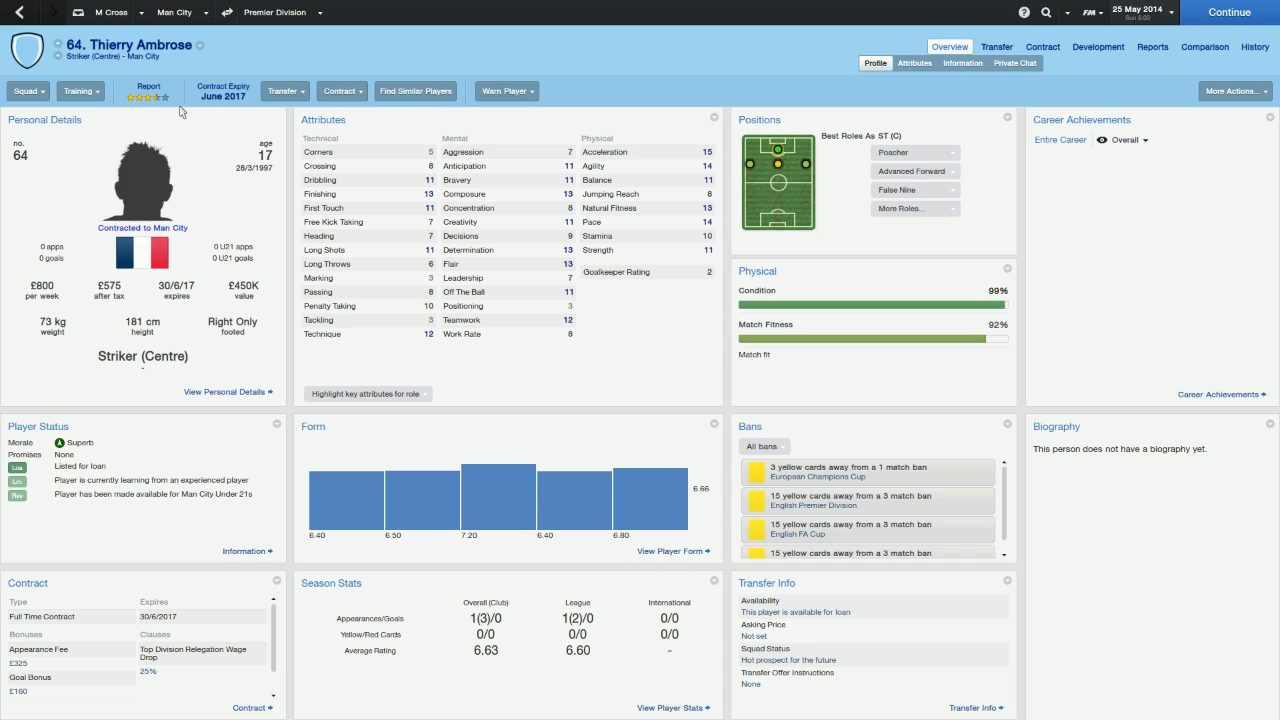 M Cross
Man City
Premier Division
FM
25 May 2014
Sun 9:00
Continue
64. Thierry Ambrose
Striker (Centre) - Man City
Overview
Transfer
Contract
Development
Reports
Comparison
History
Profile
Attributes
Information
Private Chat
Squad
Training
Report
Contract Expiry
June 2017
Transfer
Contract
Find Similar Players
Warn Player
More Actions...
Personal Details
no.
64
age
17
28/3/1997
Contracted to Man City
0 apps
0 goals
0 U21 apps
0 U21 goals
£800
per week
£575
after tax
30/6/17
expires
£450K
value
73 kg
weight
181 cm
height
Right Only
footed
Striker (Centre)
-
View Personal Details
Attributes
Technical
Corners 5
Crossing 8
Dribbling 11
Finishing 13
First Touch 11
Free Kick Taking 7
Heading 7
Long Shots 11
Long Throws 6
Marking 3
Passing 8
Penalty Taking 10
Tackling 3
Technique 12
Mental
Aggression 7
Anticipation 11
Bravery 11
Composure 13
Concentration 8
Creativity 11
Decisions 9
Determination 13
Flair 13
Leadership 7
Off The Ball 11
Positioning 3
Teamwork 12
Work Rate 8
Physical
Acceleration 15
Agility 14
Balance 11
Jumping Reach 8
Natural Fitness 13
Pace 14
Stamina 10
Strength 11
Goalkeeper Rating 2
Highlight key attributes for role
Positions
Best Roles As ST (C)
Poacher
Advanced Forward
False Nine
More Roles...
Physical
Condition 99%
Match Fitness 92%
Match fit
Career Achievements
Entire Career
Overall
Career Achievements
Player Status
Morale A Superb
Promises None
Loa Listed for loan
Lrn Player is currently learning from an experienced player
Rsv Player has been made available for Man City Under 21s
Information
Form
6.66
6.40 6.50 7.20 6.40 6.80
View Player Form
Bans
All bans
3 yellow cards away from a 1 match ban
European Champions Cup
15 yellow cards away from a 3 match ban
English Premier Division
15 yellow cards away from a 3 match ban
English FA Cup
15 yellow cards away from a 3 match ban
Biography
This person does not have a biography yet.
Contract
Type
Full Time Contract
Expires
30/6/2017
Bonuses
Appearance Fee
£325
Goal Bonus
£160
Clauses
Top Division Relegation Wage
Drop
25%
Contract
Season Stats
Overall (Club) League International
Appearances/Goals 1(3)/0 1(2)/0 0/0
Yellow/Red Cards 0/0 0/0 0/0
Average Rating 6.63 6.60 -
View Player Stats
Transfer Info
Availability
This player is available for loan
Asking Price
Not set
Squad Status
Hot prospect for the future
Transfer Offer Instructions
None
Transfer Info